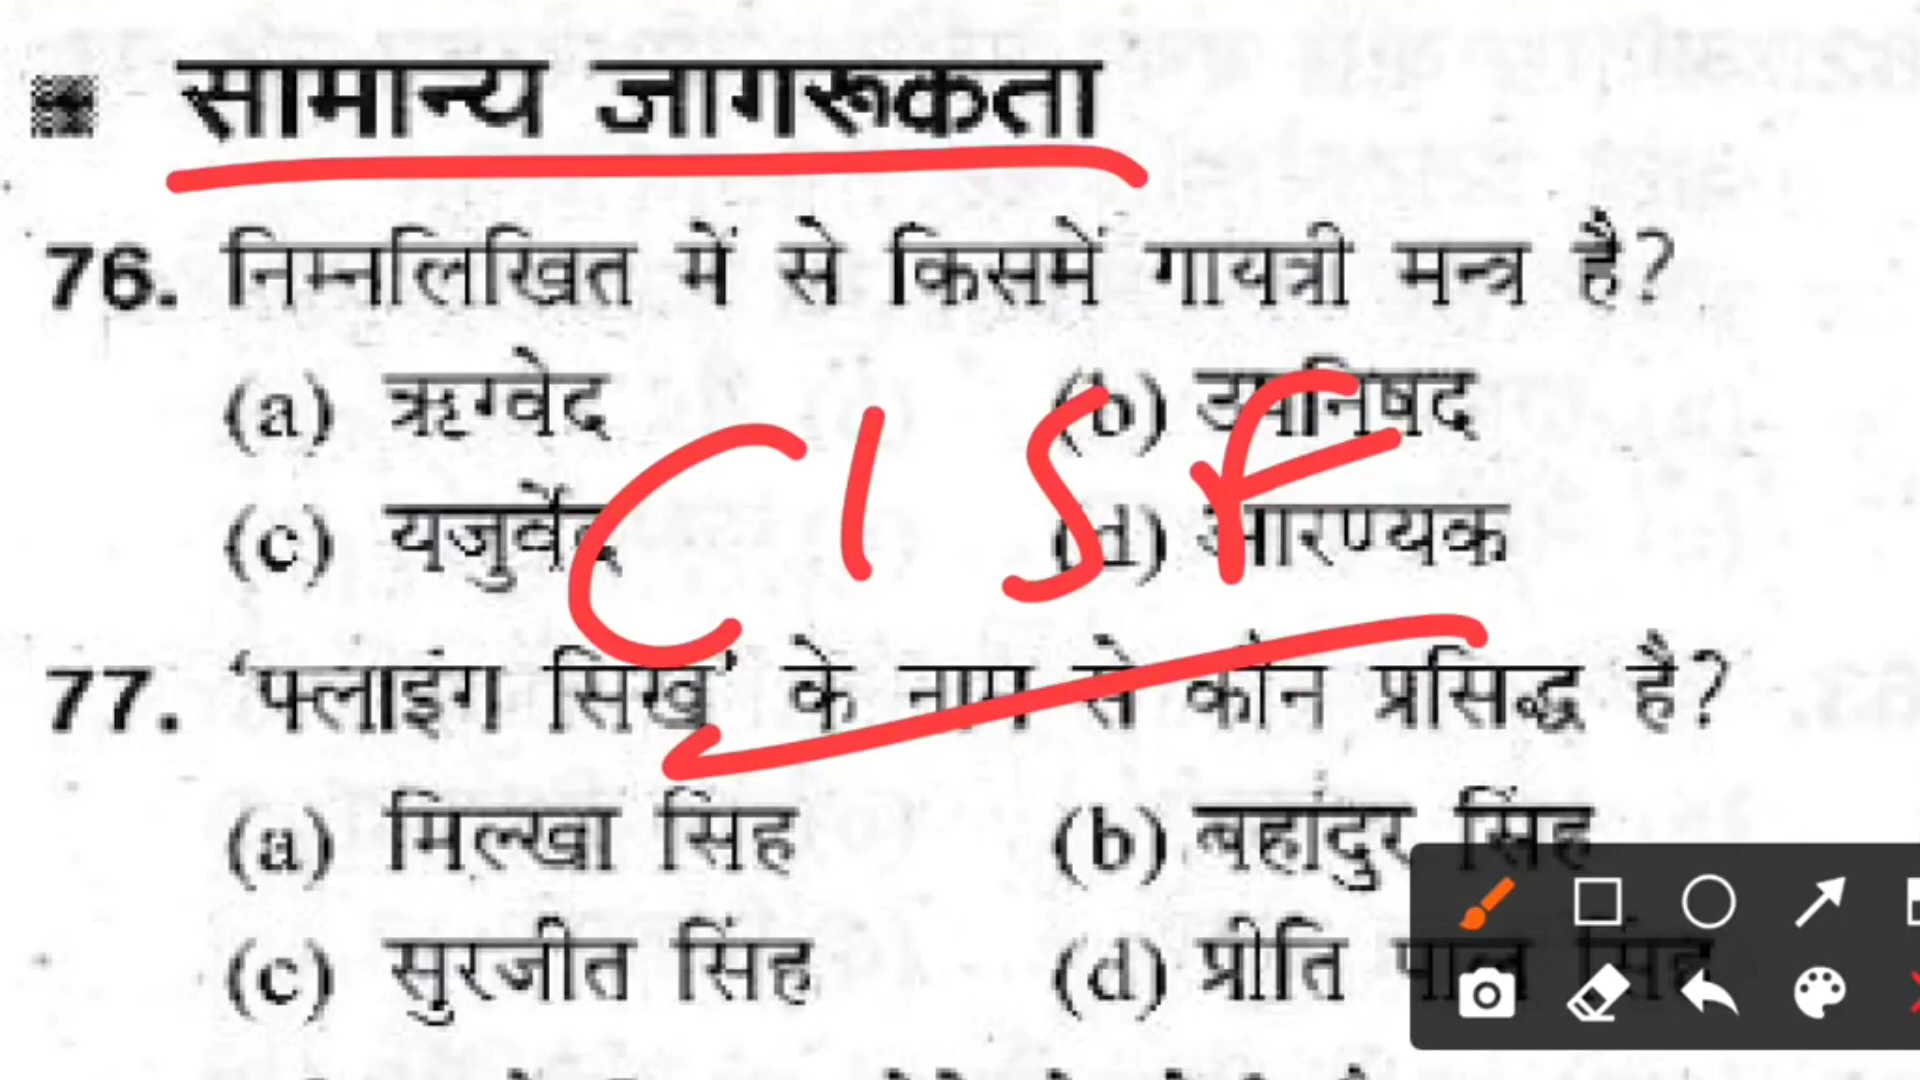 सामान्य जागरूकता
76. निम्नलिखित में से किसमें गायत्री मन्त्र है?
(a) ऋग्वेद (b) उपनिषद
(c) यजुर्वेद (d) आरण्यक
CISF
77. 'फ्लाइंग सिख' के नाम से कौन प्रसिद्ध है?
(a) मिल्खा सिंह (b) बहादुर सिंह
(c) सुरजीत सिंह (d) प्रीति पाल सिंह